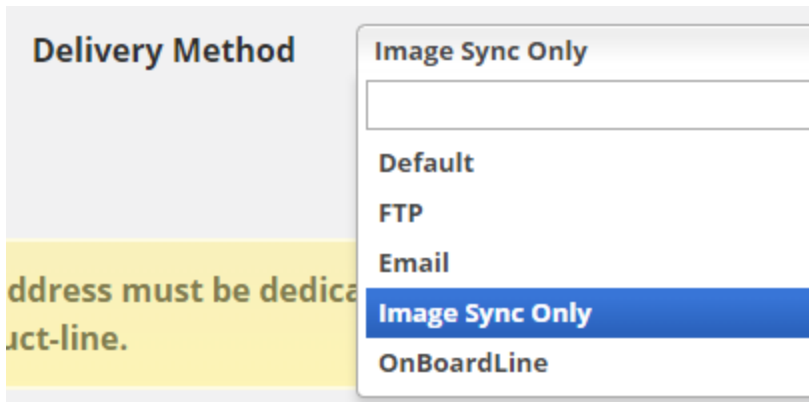 Delivery Method
Image Sync Only
Default
FTP
Email
Image Sync Only
OnBoardLine
ddress must be dedica
uct-line.